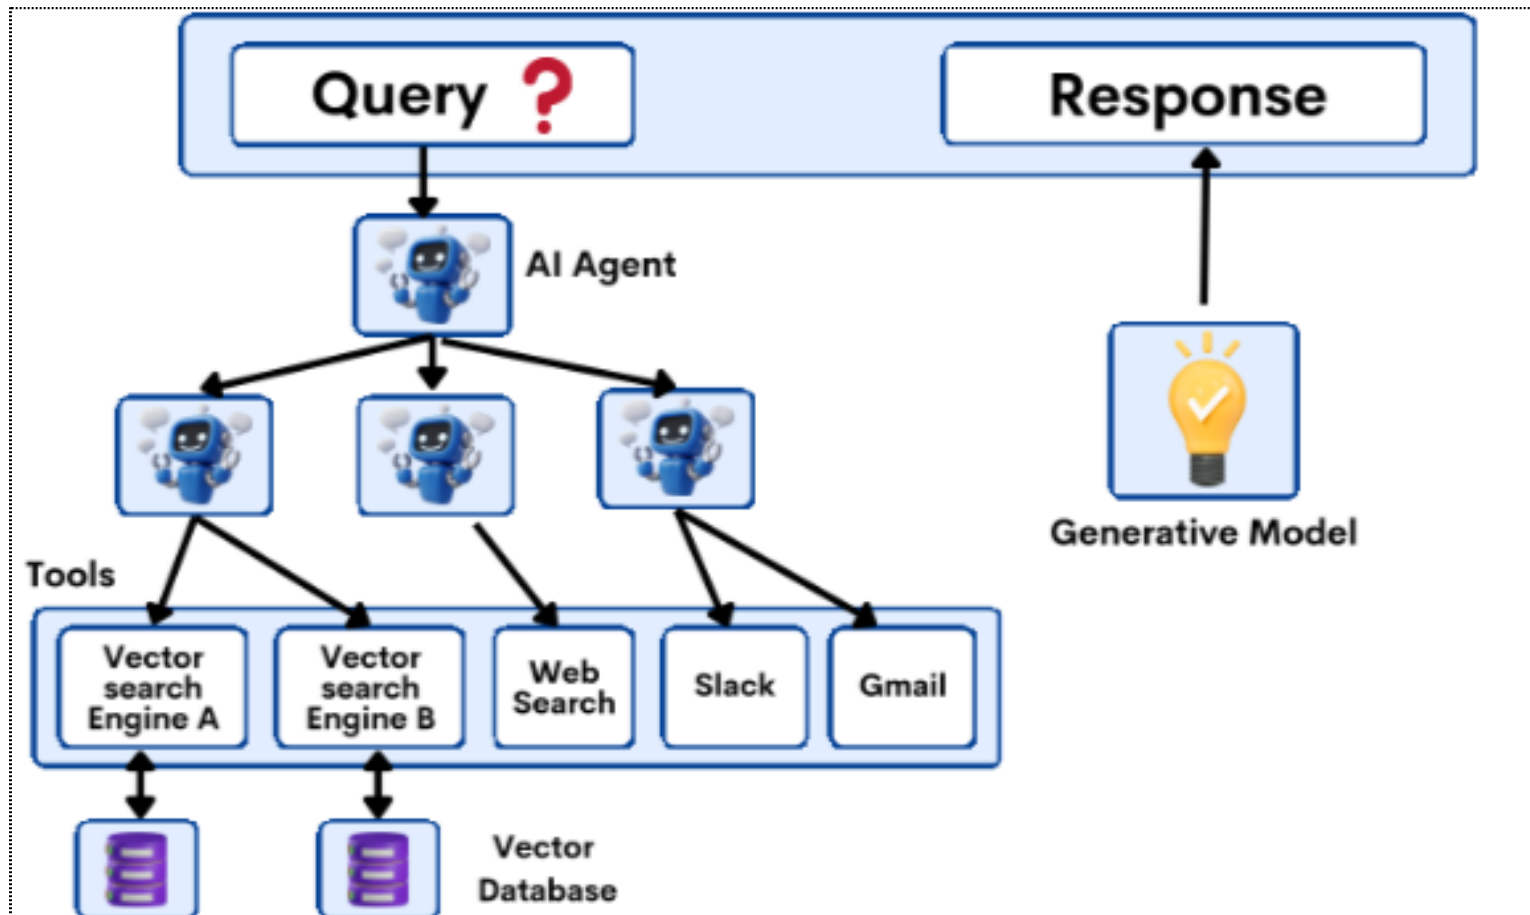 Query ?
Response
AI Agent
Generative Model
Tools
Vector
search
Engine A
Vector
search
Engine B
Web
Search
Slack
Gmail
Vector
Database